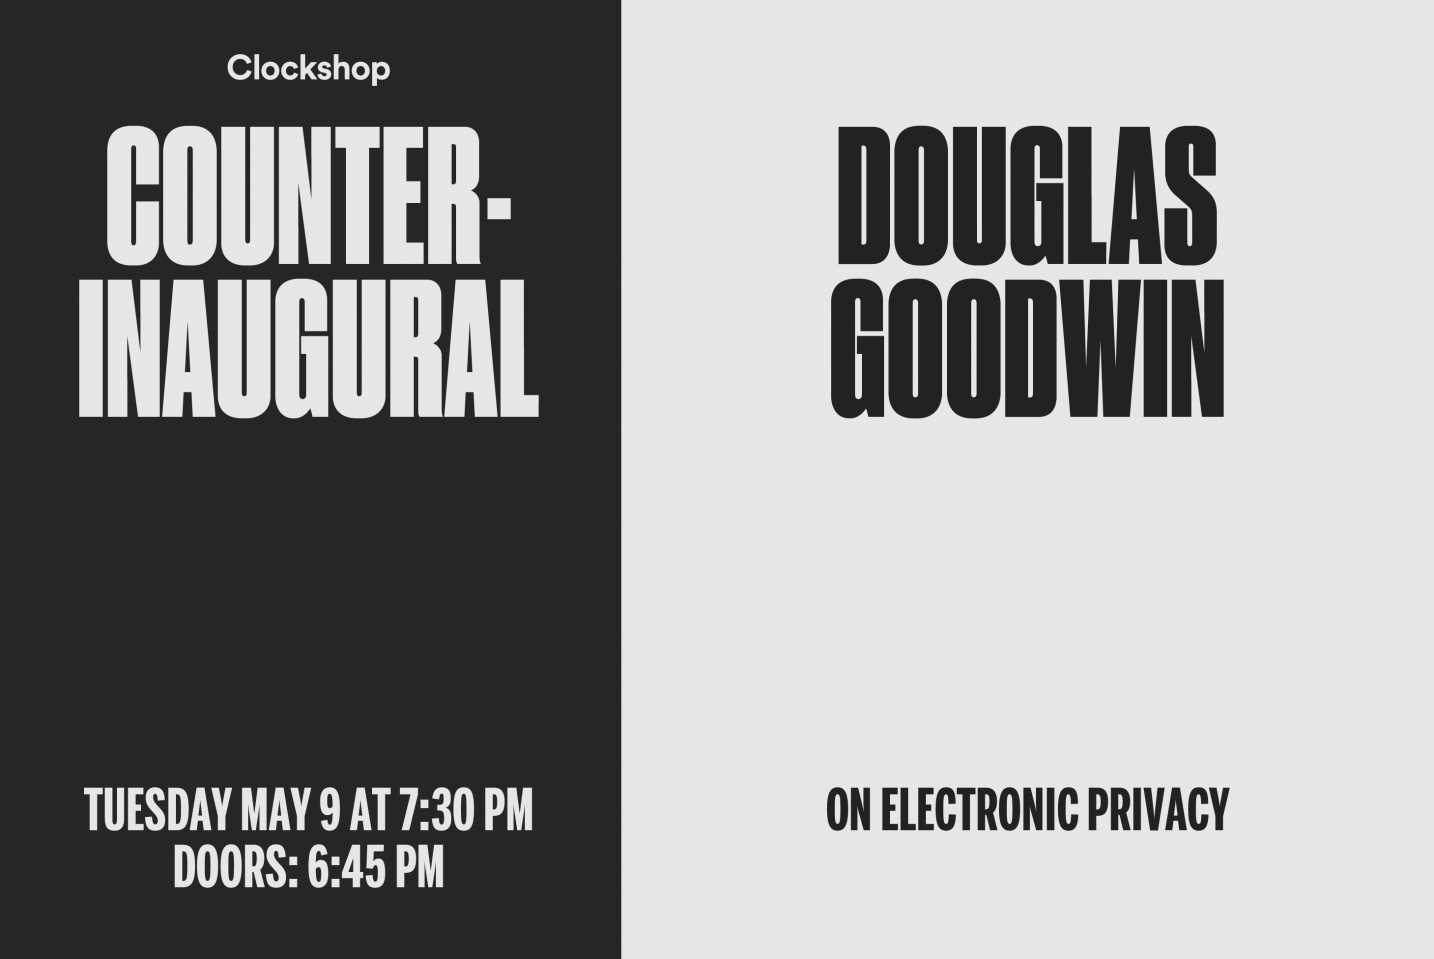 Clockshop
COUNTER-
INAUGURAL
TUESDAY MAY 9 AT 7:30 PM
DOORS: 6:45 PM
DOUGLAS
GOODWIN
ON ELECTRONIC PRIVACY